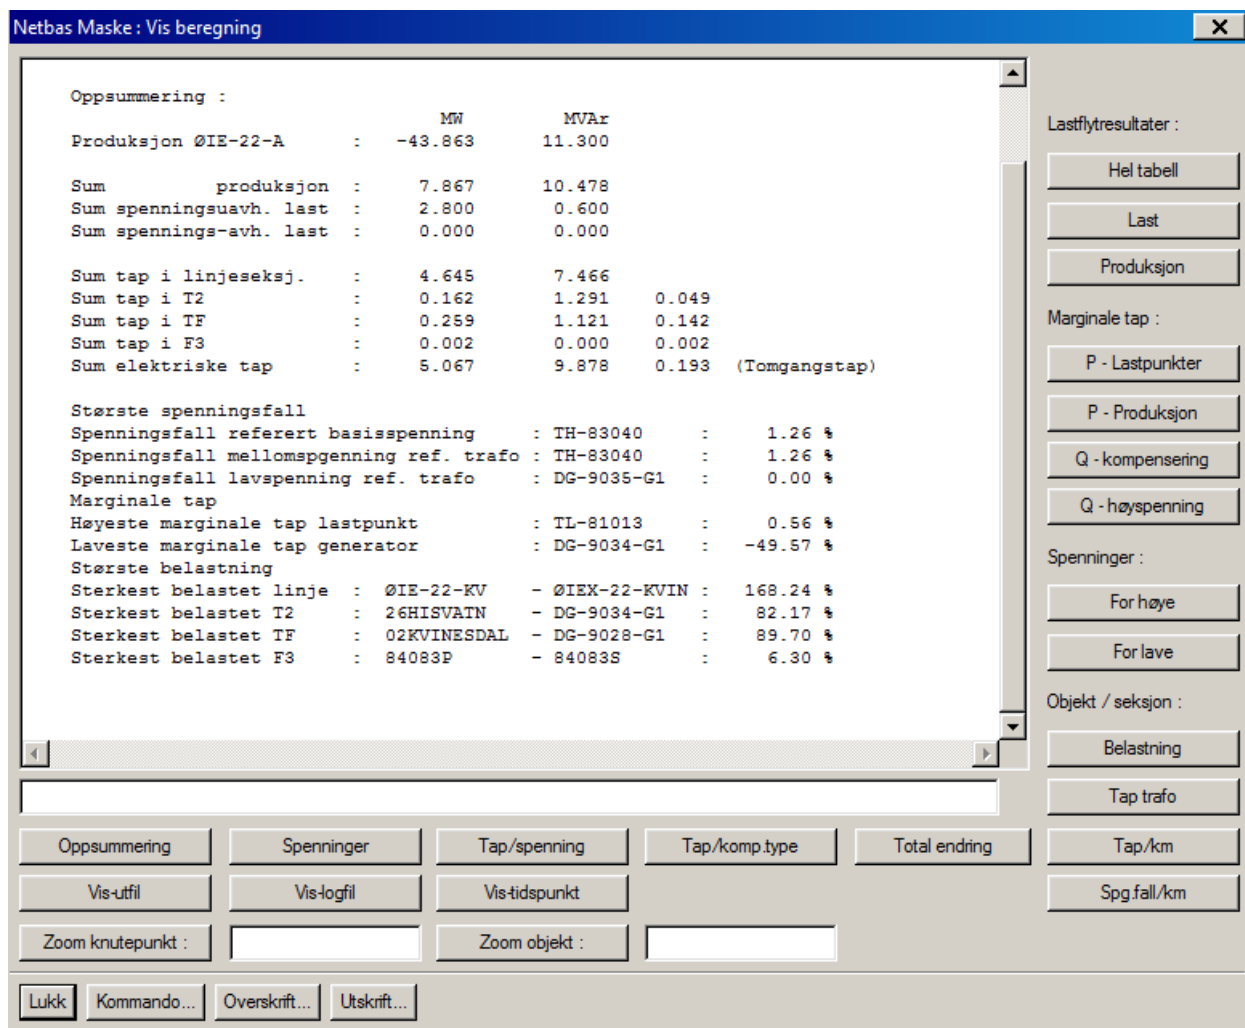 Netbas Maske : Vis beregning
Oppsummering :
MW MVAr
Produksjon ØIE-22-A : -43.863 11.300
Sum produksjon : 7.867 10.478
Sum spenningsuavh. last : 2.800 0.600
Sum spennings-avh. last : 0.000 0.000
Sum tap i linjeseksj. : 4.645 7.466
Sum tap i T2 : 0.162 1.291 0.049
Sum tap i TF : 0.259 1.121 0.142
Sum tap i F3 : 0.002 0.000 0.002
Sum elektriske tap : 5.067 9.878 0.193 (Tomgangstap)
Største spenningsfall
Spenningsfall referert basisspenning : TH-83040 : 1.26 %
Spenningsfall mellomspgenning ref. trafo : TH-83040 : 1.26 %
Spenningsfall lavspenning ref. trafo : DG-9035-G1 : 0.00 %
Marginale tap
Høyeste marginale tap lastpunkt : TL-81013 : 0.56 %
Laveste marginale tap generator : DG-9034-G1 : -49.57 %
Største belastning
Sterkest belastet linje : ØIE-22-KV - ØIEX-22-KVIN : 168.24 %
Sterkest belastet T2 : 26HISVATN - DG-9034-G1 : 82.17 %
Sterkest belastet TF : 02KVINESDAL - DG-9028-G1 : 89.70 %
Sterkest belastet F3 : 84083P - 84083S : 6.30 %
Lastflytresultater :
Hel tabell
Last
Produksjon
Marginale tap :
P - Lastpunkter
P - Produksjon
Q - kompensering
Q - høyspenning
Spenninger :
For høye
For lave
Objekt / seksjon :
Belastning
Tap trafo
Oppsummering Spenninger Tap/spenning Tap/komp.type Total endring Tap/km
Vis-utfil Vis-logfil Vis-tidspunkt Spg.fall/km
Zoom knutepunkt : Zoom objekt :
Lukk Kommando... Overskrift... Utskrift...